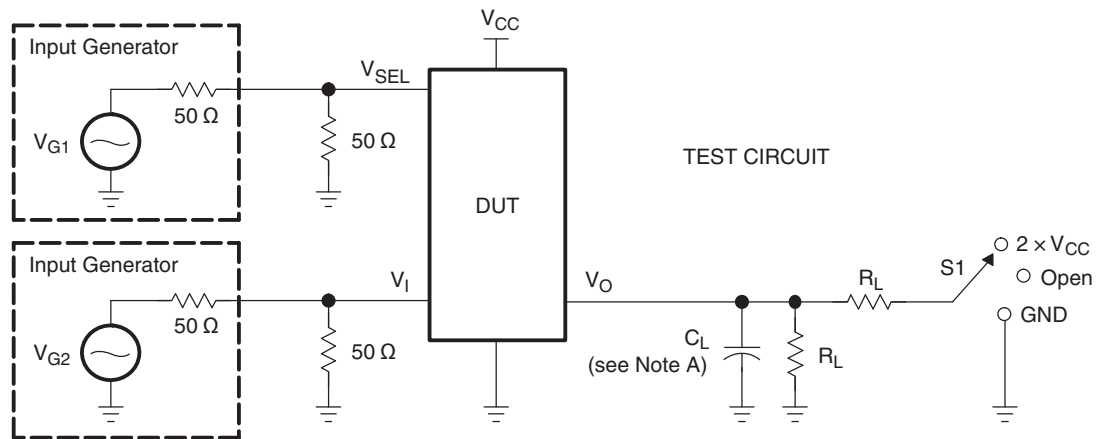 Input Generator
50 Ω
V_G1
V_SEL
50 Ω
V_CC
DUT
TEST CIRCUIT
Input Generator
50 Ω
V_G2
V_I
50 Ω
V_O
C_L
(see Note A)
R_L
R_L
S1
2 × V_CC
Open
GND